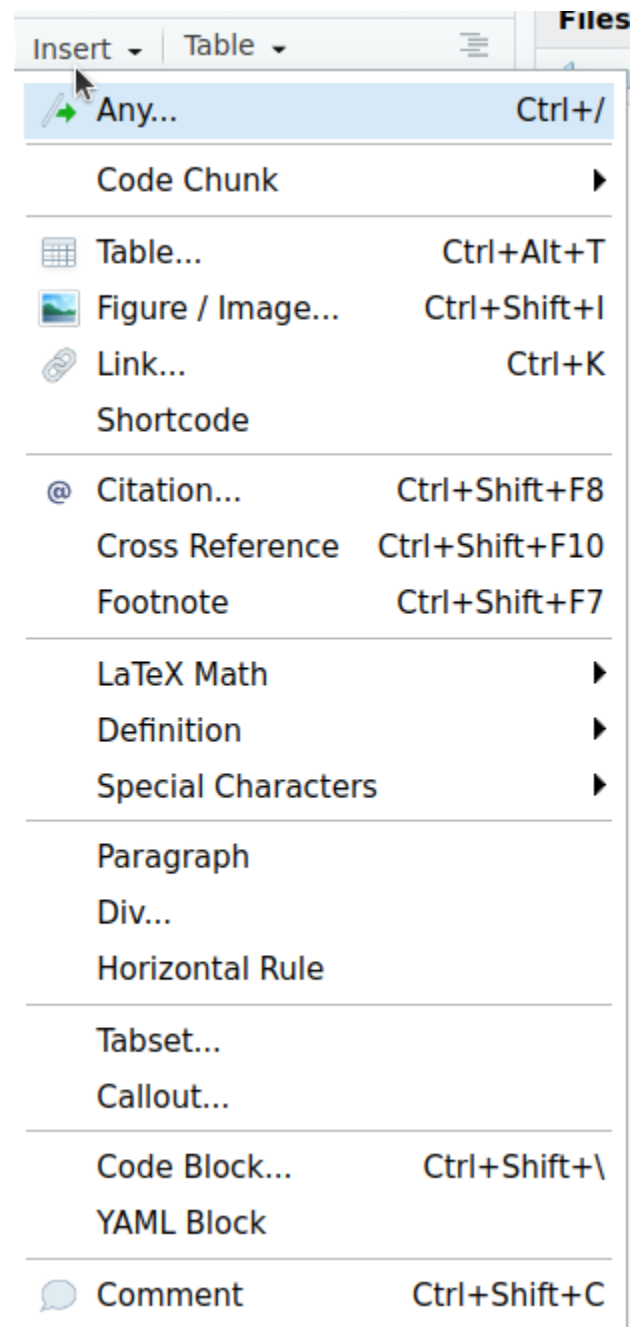 Insert Table Files
Any... Ctrl+/
Code Chunk
Table... Ctrl+Alt+T
Figure / Image... Ctrl+Shift+I
Link... Ctrl+K
Shortcode
@ Citation... Ctrl+Shift+F8
Cross Reference Ctrl+Shift+F10
Footnote Ctrl+Shift+F7
LaTeX Math
Definition
Special Characters
Paragraph
Div...
Horizontal Rule
Tabset...
Callout...
Code Block... Ctrl+Shift+\
YAML Block
Comment Ctrl+Shift+C